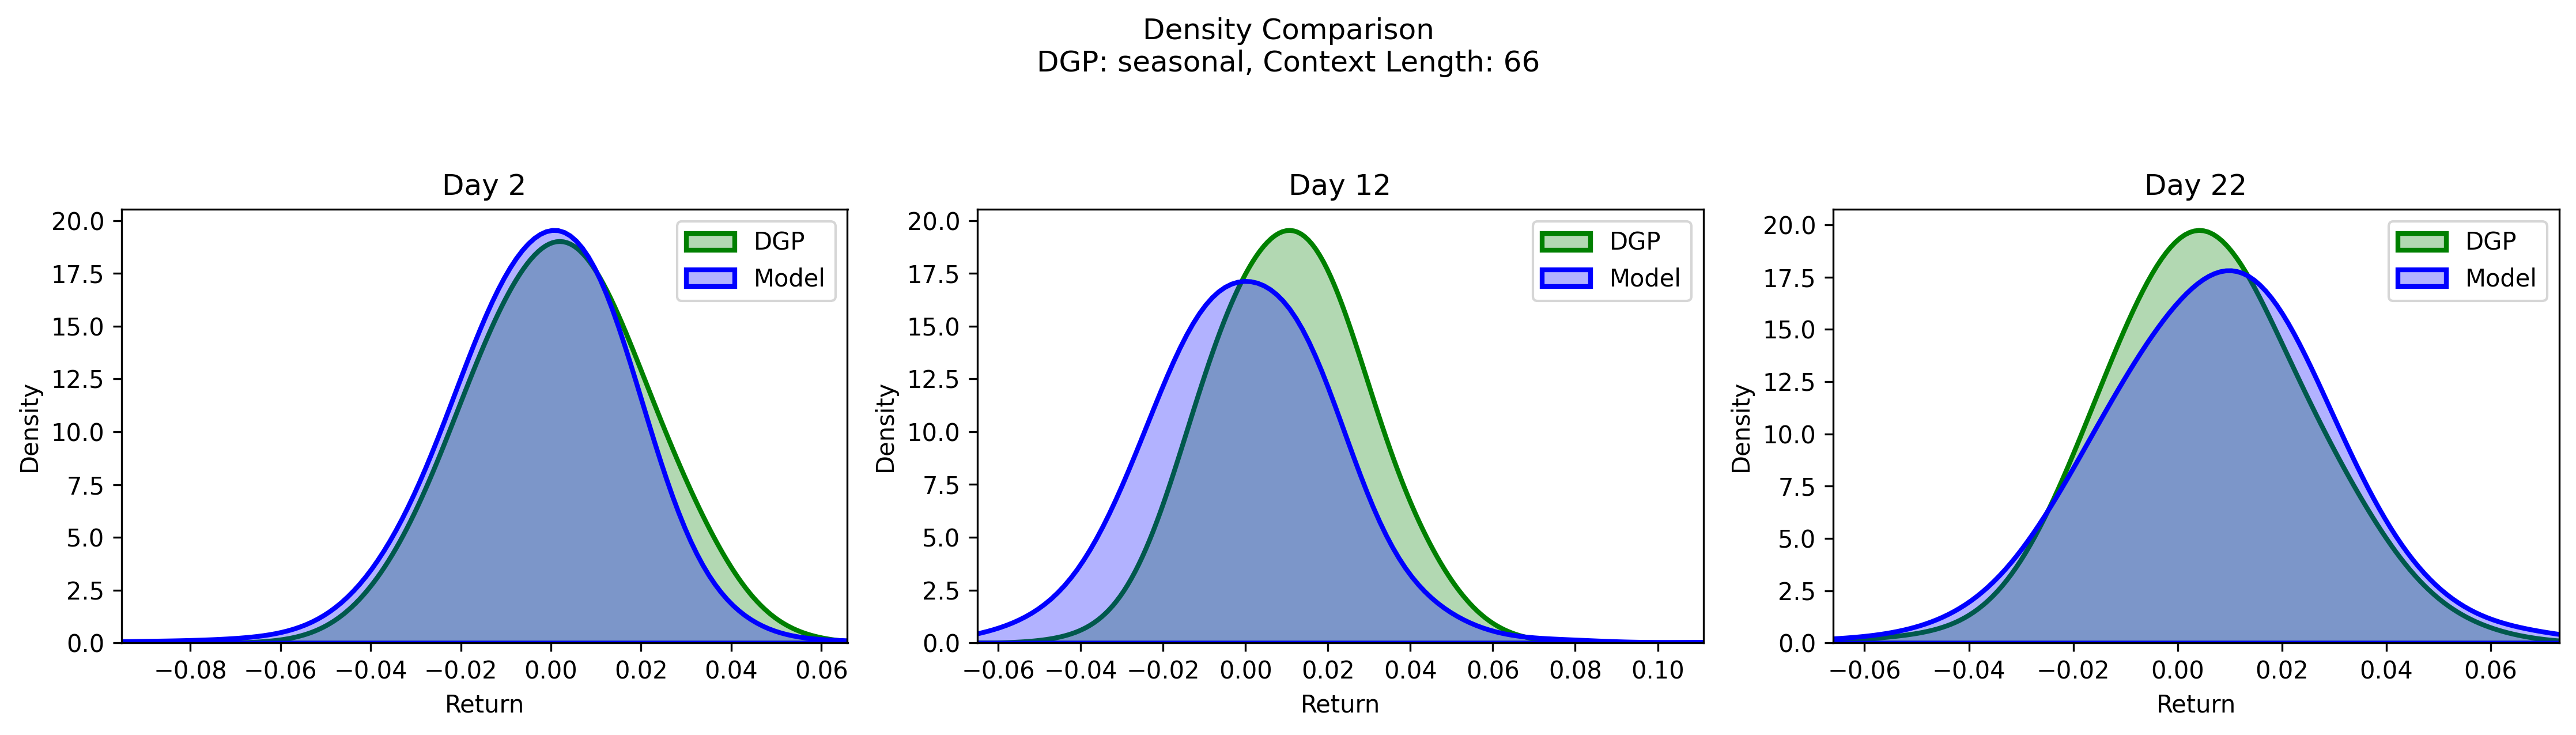 Density Comparison
DGP: seasonal, Context Length: 66
Day 2
20.0
17.5
15.0
12.5
10.0
7.5
5.0
2.5
0.0
Density
DGP
Model
−0.08 −0.06 −0.04 −0.02 0.00 0.02 0.04 0.06
Return
Day 12
20.0
17.5
15.0
12.5
10.0
7.5
5.0
2.5
0.0
Density
DGP
Model
−0.06 −0.04 −0.02 0.00 0.02 0.04 0.06 0.08 0.10
Return
Day 22
20.0
17.5
15.0
12.5
10.0
7.5
5.0
2.5
0.0
Density
DGP
Model
−0.06 −0.04 −0.02 0.00 0.02 0.04 0.06
Return